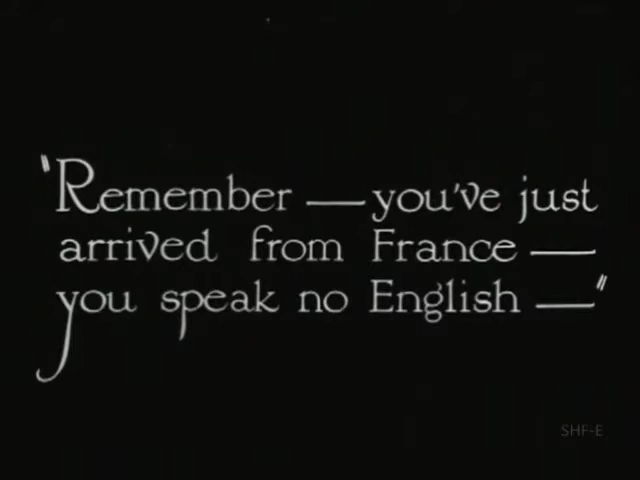 "Remember — you've just
arrived from France —
you speak no English —"
SHF-E